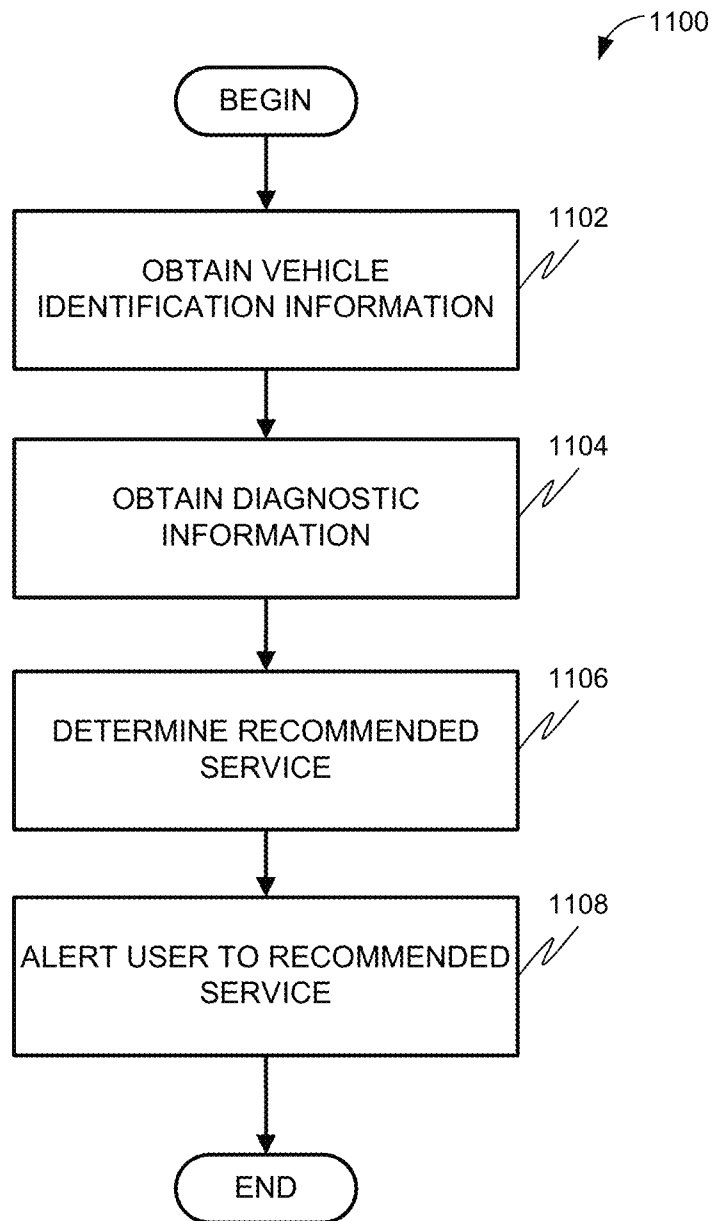 1100
BEGIN
1102
OBTAIN VEHICLE
IDENTIFICATION INFORMATION
1104
OBTAIN DIAGNOSTIC
INFORMATION
1106
DETERMINE RECOMMENDED
SERVICE
1108
ALERT USER TO RECOMMENDED
SERVICE
END